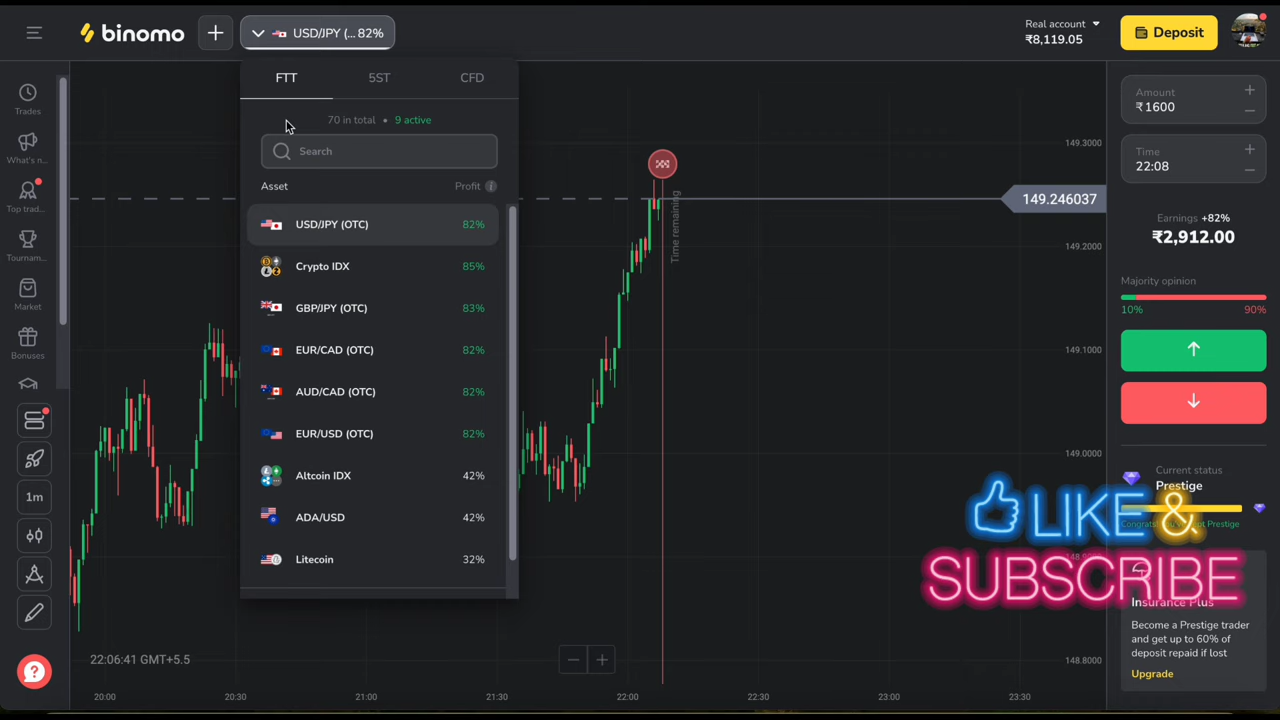 binomo
USD/JPY (... 82%
Real account
₹8,119.05
Deposit
FTT
5ST
CFD
70 in total • 9 active
Search
Asset
Profit
USD/JPY (OTC) 82%
Crypto IDX 85%
GBP/JPY (OTC) 83%
EUR/CAD (OTC) 82%
AUD/CAD (OTC) 82%
EUR/USD (OTC) 82%
Altcoin IDX 42%
ADA/USD 42%
Litecoin 32%
Trades
What's n...
Top trad...
Tournam...
Market
Bonuses
1m
22:06:41 GMT+5.5
Time remaining
149.3000
149.246037
149.2000
149.1000
149.0000
148.8000
20:00
20:30
21:00
21:30
22:00
22:30
23:00
23:30
Amount
₹1600
Time
22:08
Earnings +82%
₹2,912.00
Majority opinion
10%
90%
Current status
Prestige
LIKE &
SUBSCRIBE
Insurance Plus
Become a Prestige trader
and get up to 60% of
deposit repaid if lost
Upgrade